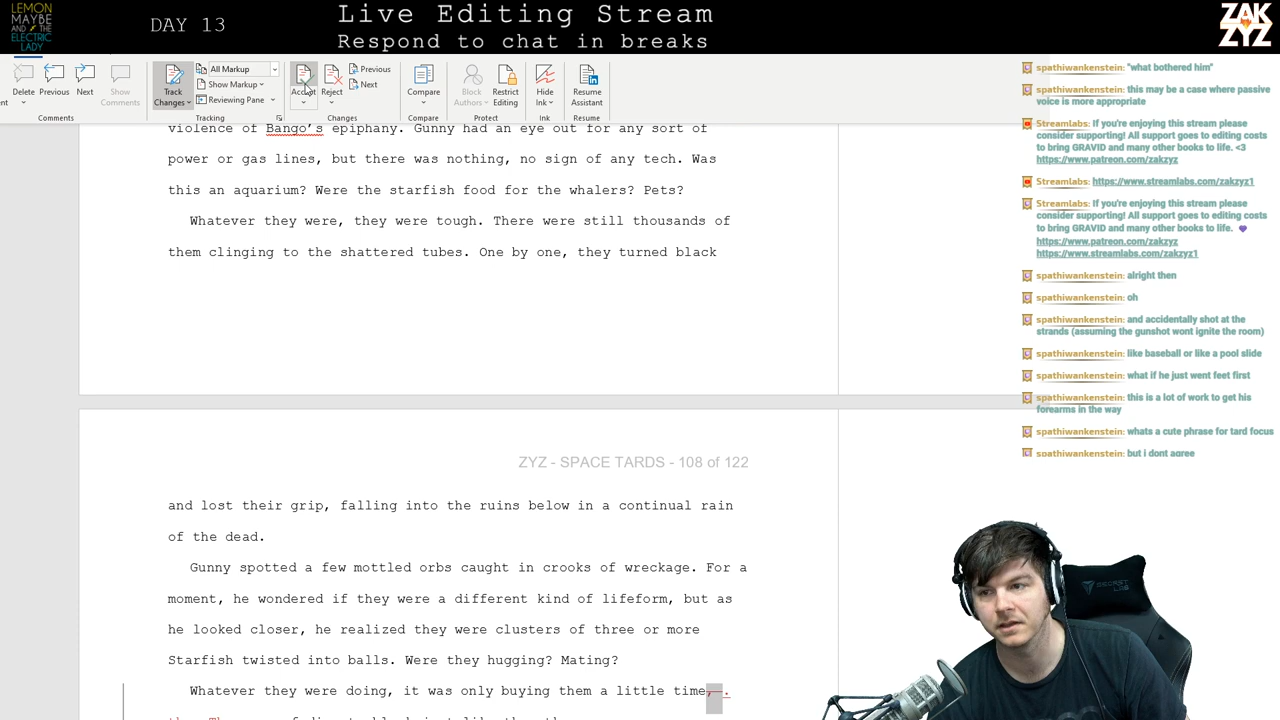 LEMON
MAYBE
AND THE
ELECTRIC
LADY
DAY 13
Live Editing Stream
Respond to chat in breaks
ZAK
ZYZ
Delete
Previous
Next
Show
Comments
Comments
Track
Changes
All Markup
Show Markup
Reviewing Pane
Tracking
Accept
Reject
Previous
Next
Changes
Compare
Compare
Block
Authors
Restrict
Editing
Protect
Hide
Ink
Ink
Resume
Assistant
Resume
violence of Bango's epiphany. Gunny had an eye out for any sort of
power or gas lines, but there was nothing, no sign of any tech. Was
this an aquarium? Were the starfish food for the whalers? Pets?
Whatever they were, they were tough. There were still thousands of
them clinging to the shattered tubes. One by one, they turned black
ZYZ - SPACE TARDS - 108 of 122
and lost their grip, falling into the ruins below in a continual rain
of the dead.
Gunny spotted a few mottled orbs caught in crooks of wreckage. For a
moment, he wondered if they were a different kind of lifeform, but as
he looked closer, he realized they were clusters of three or more
Starfish twisted into balls. Were they hugging? Mating?
Whatever they were doing, it was only buying them a little time, .
spathiwankenstein: "what bothered him"
spathiwankenstein: this may be a case where passive
voice is more appropriate
Streamlabs: If you're enjoying this stream please
consider supporting! All support goes to editing costs
to bring GRAVID and many other books to life. <3
https://www.patreon.com/zakzyz
Streamlabs: https://www.streamlabs.com/zakzyz1
Streamlabs: If you're enjoying this stream please
consider supporting! All support goes to editing costs
to bring GRAVID and many other books to life. 💜
https://www.patreon.com/zakzyz
https://www.streamlabs.com/zakzyz1
spathiwankenstein: alright then
spathiwankenstein: oh
spathiwankenstein: and accidentally shot at the
strands (assuming the gunshot wont ignite the room)
spathiwankenstein: like baseball or like a pool slide
spathiwankenstein: what if he just went feet first
spathiwankenstein: this is a lot of work to get his
forearms in the way
spathiwankenstein: whats a cute phrase for tard focus
spathiwankenstein: but i dont agree
SECRETLAB